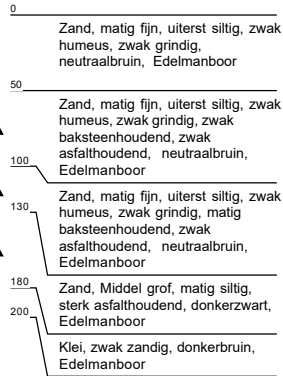 0
Zand, matig fijn, uiterst siltig, zwak
humeus, zwak grindig,
neutraalbruin, Edelmanboor
50
Zand, matig fijn, uiterst siltig, zwak
humeus, zwak grindig, zwak
baksteenhoudend, zwak
asfalthoudend, neutraalbruin,
Edelmanboor
100
Zand, matig fijn, uiterst siltig, zwak
humeus, zwak grindig, matig
baksteenhoudend, zwak
asfalthoudend, neutraalbruin,
Edelmanboor
130
Zand, Middel grof, matig siltig,
sterk asfalthoudend, donkerzwart,
Edelmanboor
180
Klei, zwak zandig, donkerbruin,
Edelmanboor
200